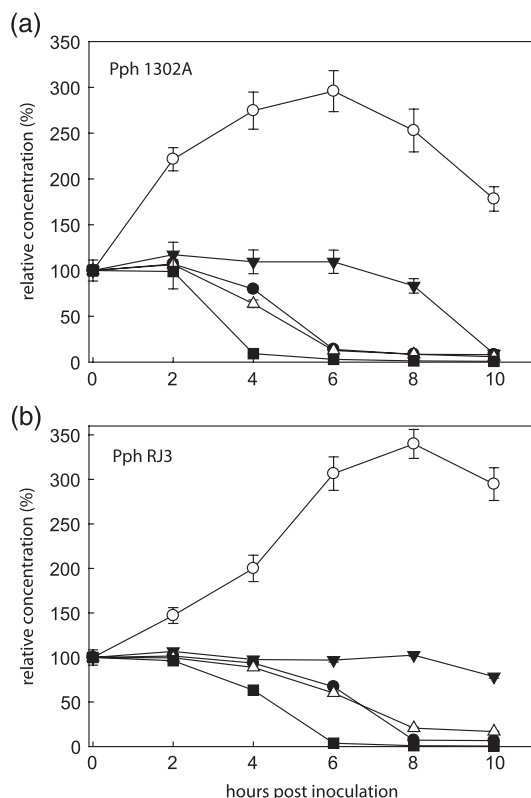 (a)
Pph 1302A
relative concentration (%)
350
300
250
200
150
100
50
0
0 2 4 6 8 10
(b)
Pph RJ3
relative concentration (%)
350
300
250
200
150
100
50
0
0 2 4 6 8 10
hours post inoculation